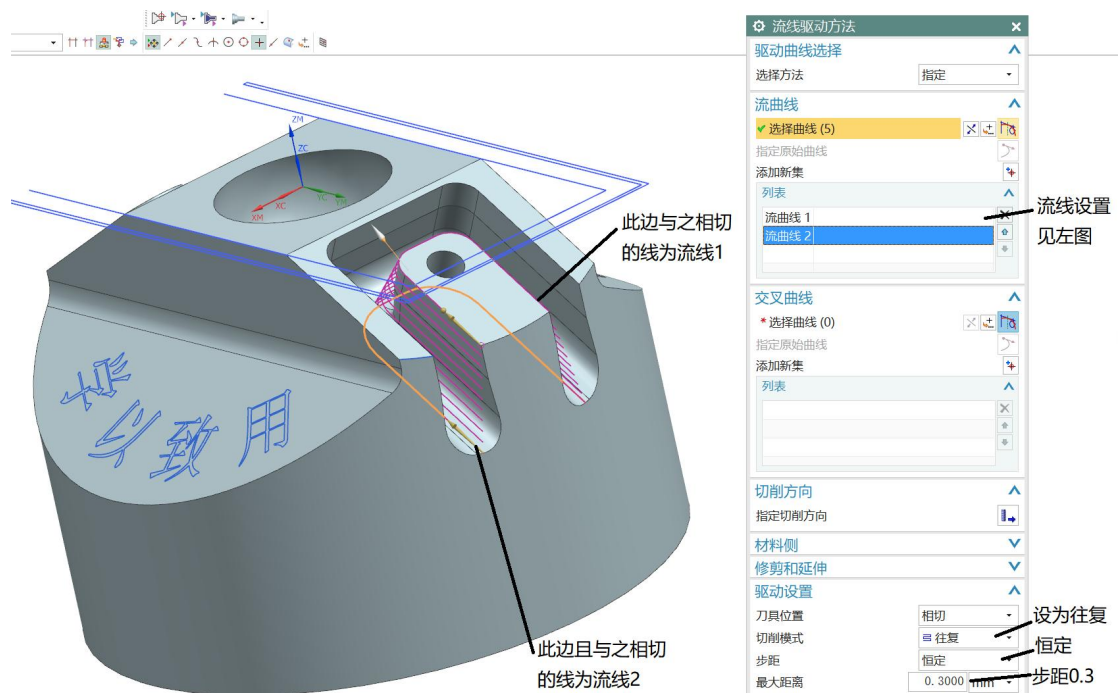 流线驱动方法
驱动曲线选择
选择方法
指定
流曲线
选择曲线 (5)
指定原始曲线
添加新集
列表
流曲线 1
流曲线 2
交叉曲线
* 选择曲线 (0)
指定原始曲线
添加新集
列表
切削方向
指定切削方向
材料侧
修剪和延伸
驱动设置
刀具位置
相切
切削模式
往复
步距
恒定
最大距离
0.3000
mm
ZM
ZC
XM
XC
YC
YM
此边与之相切
的线为流线1
此边且与之相切
的线为流线2
流线设置
见左图
设为往复
恒定
步距0.3
致用